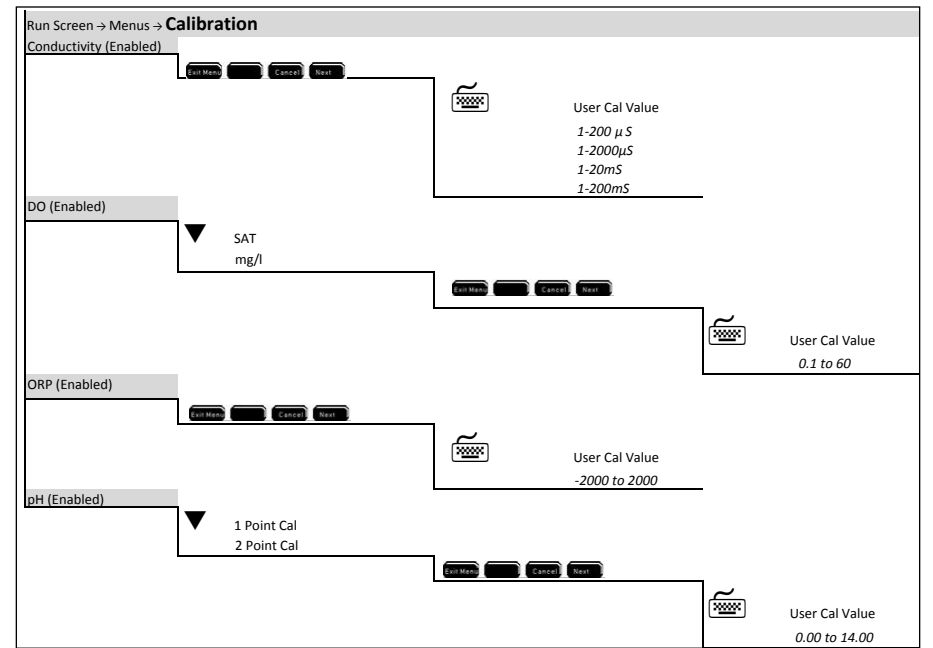 Run Screen → Menus → Calibration
Conductivity (Enabled)
Exit Menu Cancel Next
User Cal Value
1-200 µ S
1-2000µS
1-20mS
1-200mS
DO (Enabled)
SAT
mg/l
Exit Menu Cancel Next
User Cal Value
0.1 to 60
ORP (Enabled)
Exit Menu Cancel Next
User Cal Value
-2000 to 2000
pH (Enabled)
1 Point Cal
2 Point Cal
Exit Menu Cancel Next
User Cal Value
0.00 to 14.00